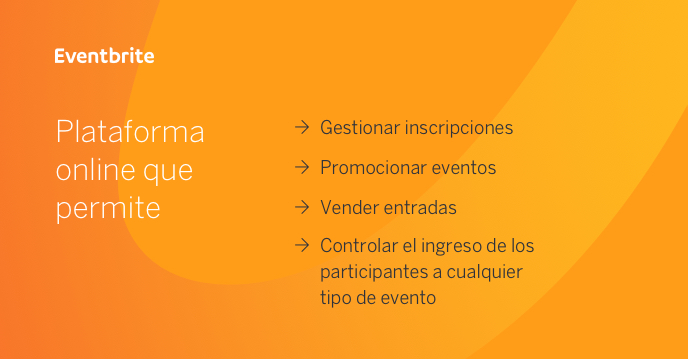 Eventbrite
Plataforma
online que
permite
→ Gestionar inscripciones
→ Promocionar eventos
→ Vender entradas
→ Controlar el ingreso de los
participantes a cualquier
tipo de evento